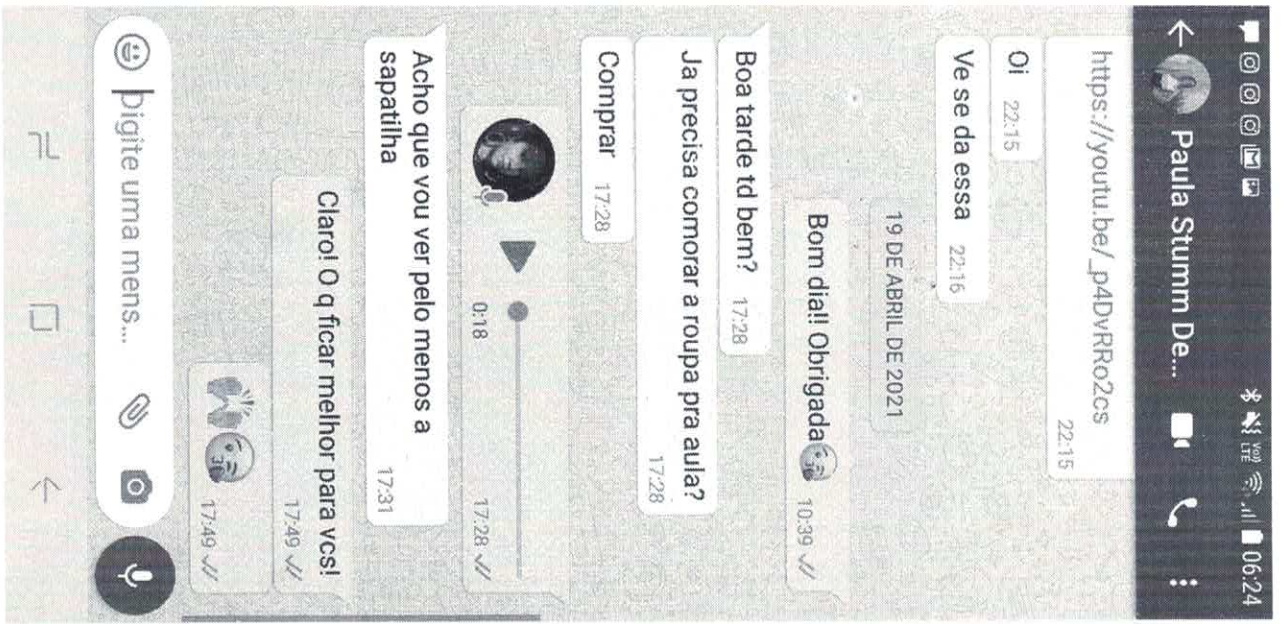 VoD)
LTE
06:24
Paula Stumm De...
https://youtu.be/_p4DvRRo2cs
22:15
Oi 22:15
Ve se da essa 22:16
19 DE ABRIL DE 2021
Bom dia!! Obrigada😘 10:39
Boa tarde td bem? 17:28
Ja precisa comorar a roupa pra aula?
17:28
Comprar 17:28
0:18
17:28
Acho que vou ver pelo menos a
sapatilha
17:31
Claro! O q ficar melhor para vcs!
17:49
🙌😘 17:49
Digite uma mens...